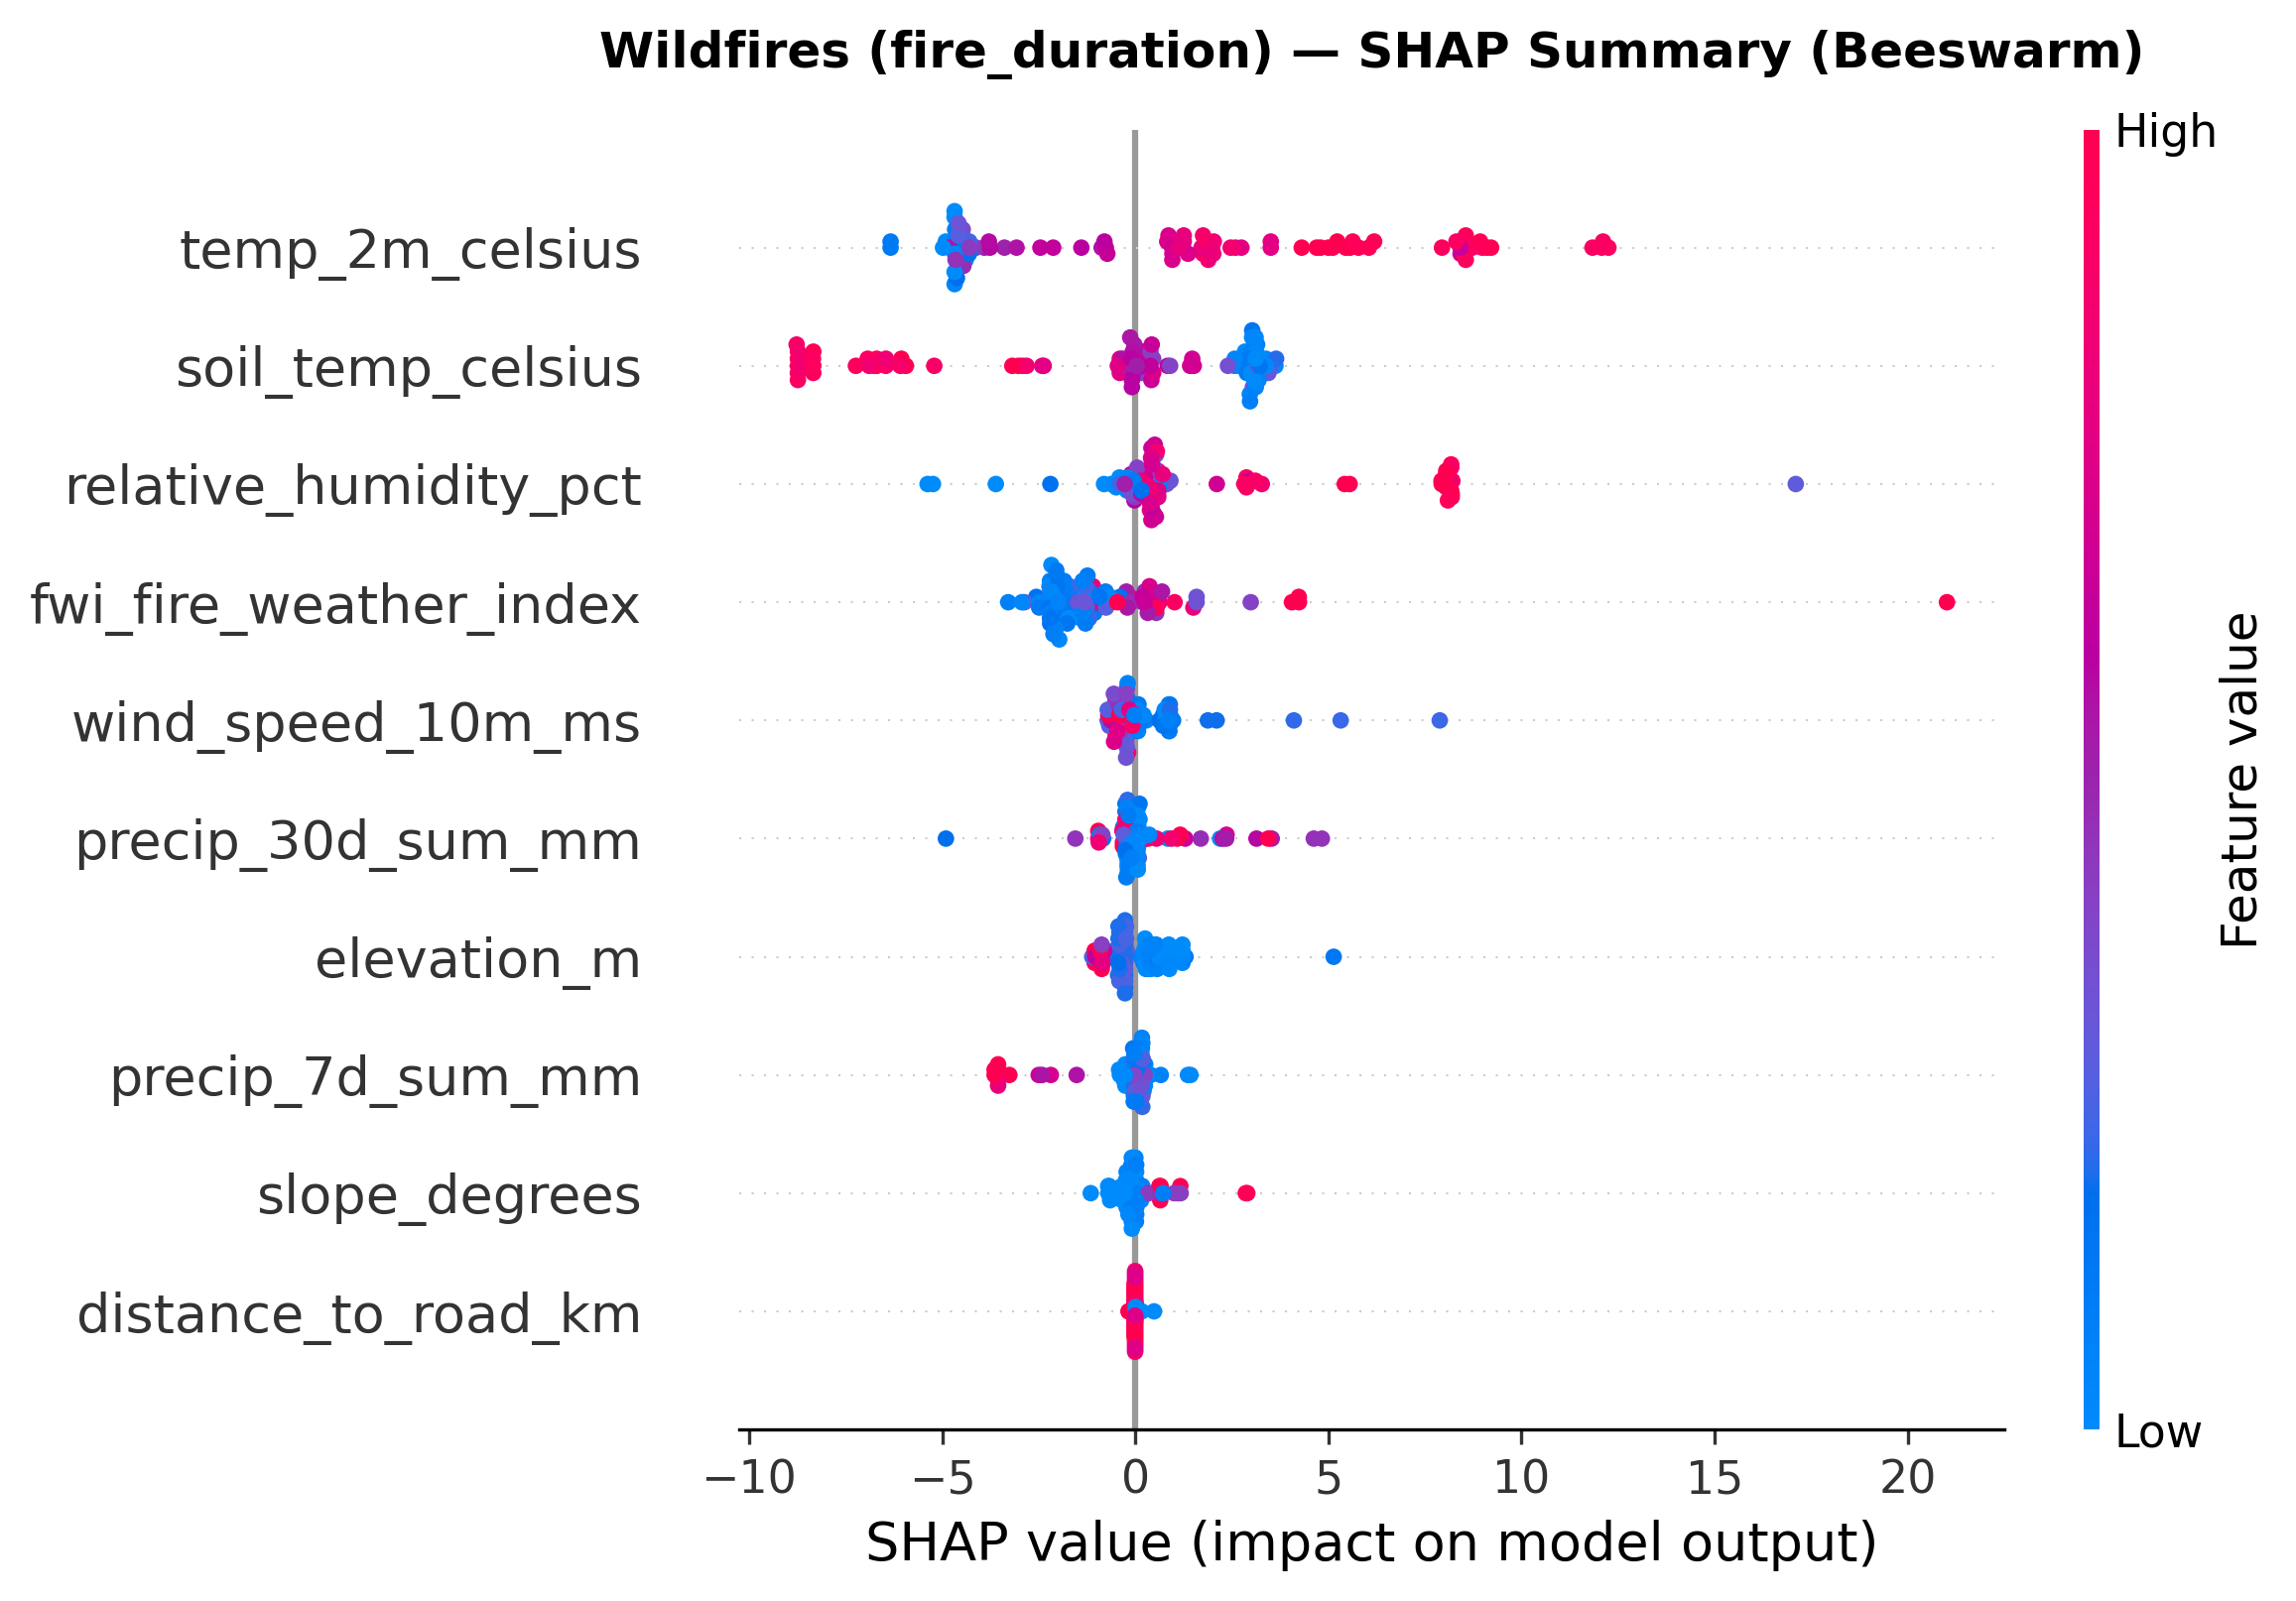 Wildfires (fire_duration) — SHAP Summary (Beeswarm)
High
temp_2m_celsius
soil_temp_celsius
relative_humidity_pct
fwi_fire_weather_index
wind_speed_10m_ms
precip_30d_sum_mm
elevation_m
precip_7d_sum_mm
slope_degrees
distance_to_road_km
Feature value
Low
−10 −5 0 5 10 15 20
SHAP value (impact on model output)